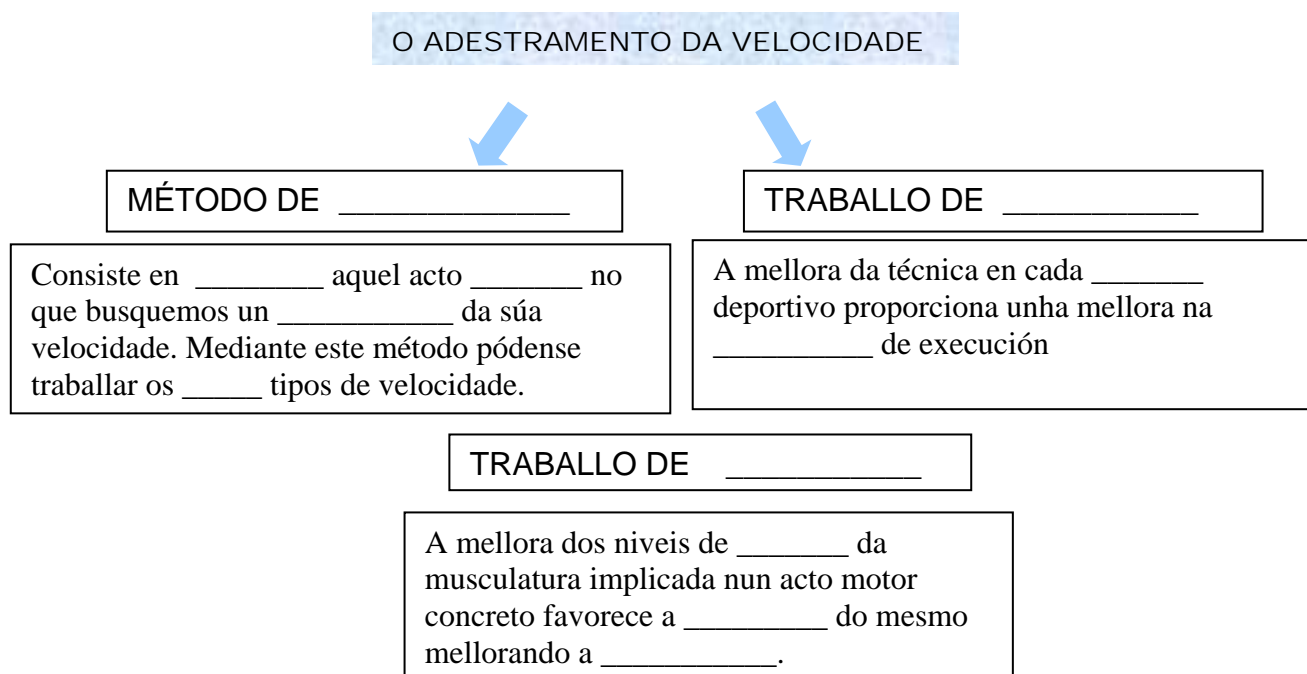 O ADESTRAMENTO DA VELOCIDADE
MÉTODO DE _____________
Consiste en ________ aquel acto _______ no
que busquemos un ___________ da súa
velocidade. Mediante este método pódense
traballar os _____ tipos de velocidade.
TRABALLO DE ___________
A mellora da técnica en cada _______
deportivo proporciona unha mellora na
__________ de execución
TRABALLO DE ___________
A mellora dos niveis de _______ da
musculatura implicada nun acto motor
concreto favorece a _________ do mesmo
mellorando a ___________.